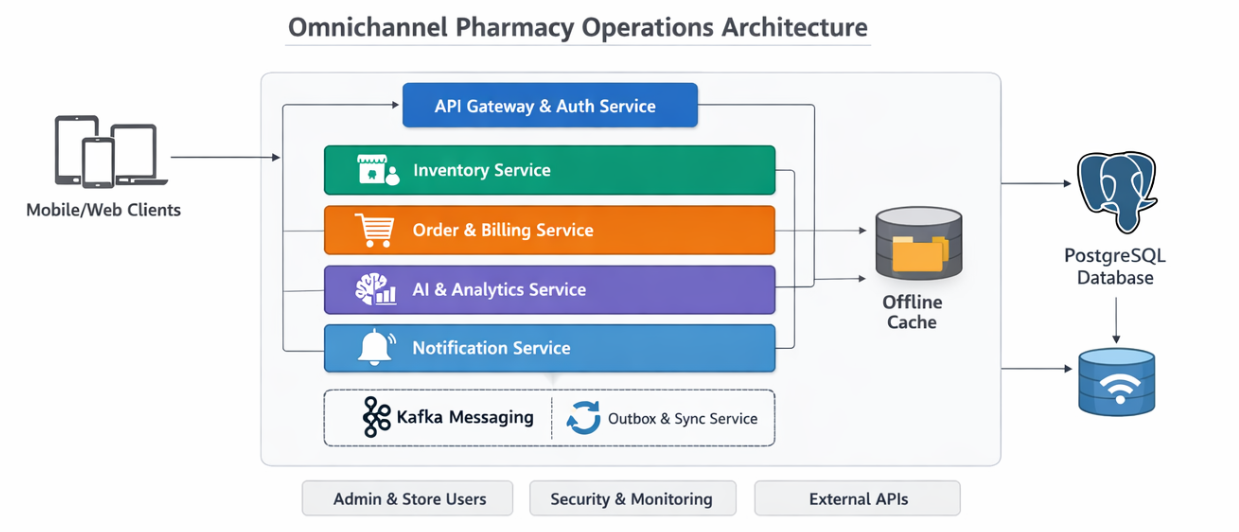 Omnichannel Pharmacy Operations Architecture
API Gateway & Auth Service
Mobile/Web Clients
Inventory Service
Order & Billing Service
AI & Analytics Service
Notification Service
Offline
Cache
PostgreSQL
Database
Kafka Messaging
Outbox & Sync Service
Admin & Store Users
Security & Monitoring
External APIs